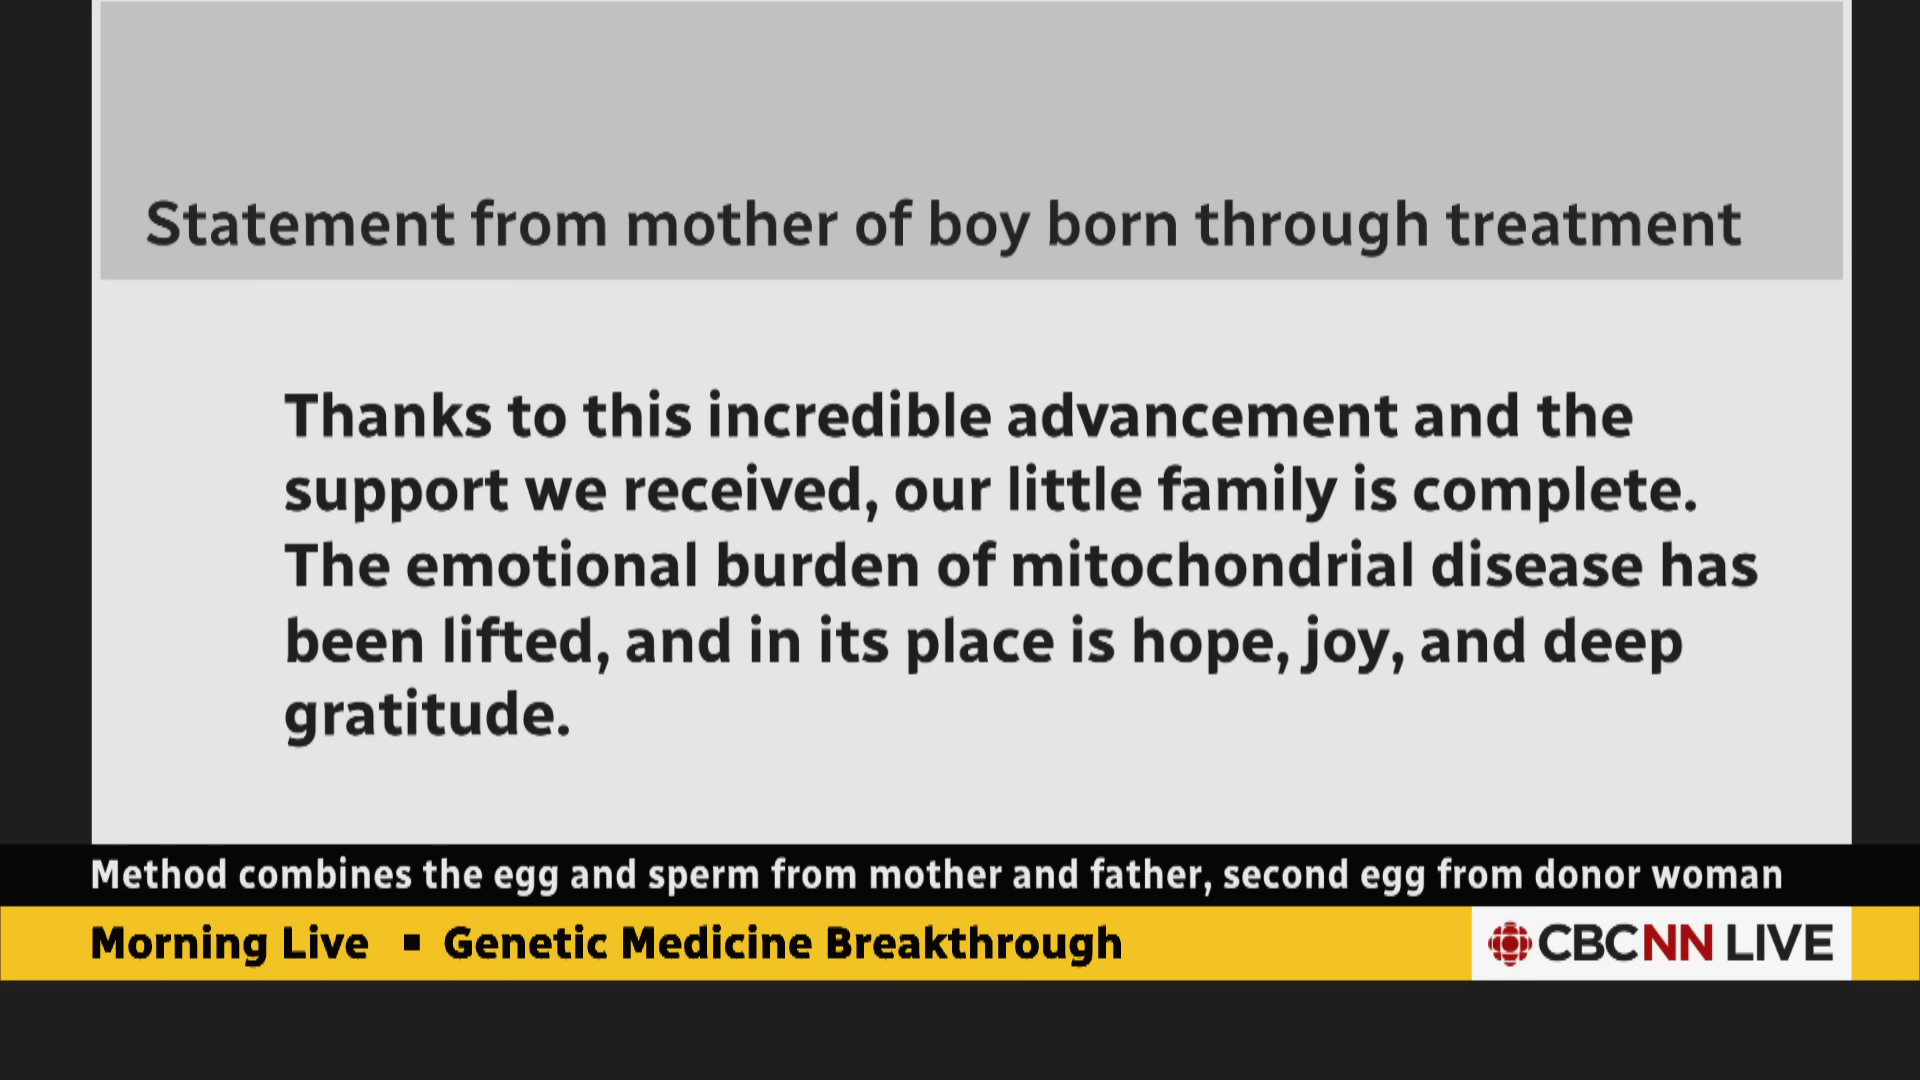 Statement from mother of boy born through treatment
Thanks to this incredible advancement and the
support we received, our little family is complete.
The emotional burden of mitochondrial disease has
been lifted, and in its place is hope, joy, and deep
gratitude.
Method combines the egg and sperm from mother and father, second egg from donor woman
Morning Live ▪ Genetic Medicine Breakthrough
CBCNN LIVE